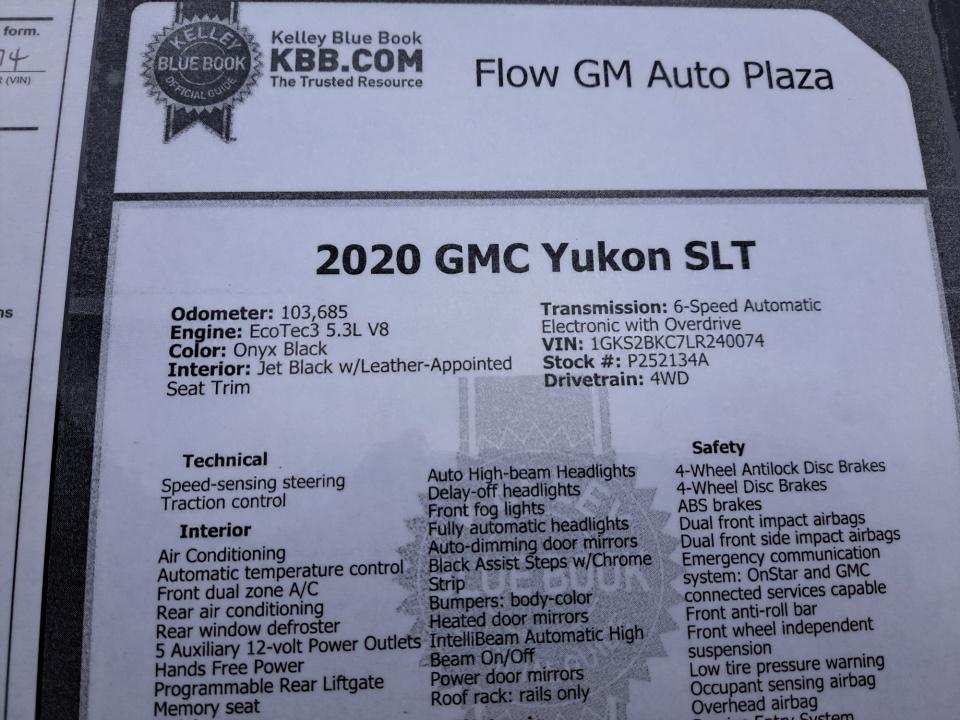 form.
74
(VIN)
ns
KELLEY
BLUE BOOK
OFFICIAL GUIDE
Kelley Blue Book
KBB.COM
The Trusted Resource
Flow GM Auto Plaza
2020 GMC Yukon SLT
Odometer: 103,685
Engine: EcoTec3 5.3L V8
Color: Onyx Black
Interior: Jet Black w/Leather-Appointed
Seat Trim
Transmission: 6-Speed Automatic
Electronic with Overdrive
VIN: 1GKS2BKC7LR240074
Stock #: P252134A
Drivetrain: 4WD
Technical
Speed-sensing steering
Traction control
Interior
Air Conditioning
Automatic temperature control
Front dual zone A/C
Rear air conditioning
Rear window defroster
5 Auxiliary 12-volt Power Outlets
Hands Free Power
Programmable Rear Liftgate
Memory seat
Auto High-beam Headlights
Delay-off headlights
Front fog lights
Fully automatic headlights
Auto-dimming door mirrors
Black Assist Steps w/Chrome
Strip
Bumpers: body-color
Heated door mirrors
IntelliBeam Automatic High
Beam On/Off
Power door mirrors
Roof rack: rails only
Safety
4-Wheel Antilock Disc Brakes
4-Wheel Disc Brakes
ABS brakes
Dual front impact airbags
Dual front side impact airbags
Emergency communication
system: OnStar and GMC
connected services capable
Front anti-roll bar
Front wheel independent
suspension
Low tire pressure warning
Occupant sensing airbag
Overhead airbag
Entry System